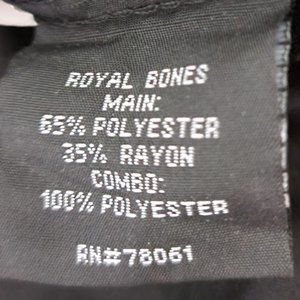 ROYAL BONES
MAIN:
65% POLYESTER
35% RAYON
COMBO:
100% POLYESTER
RN#78061